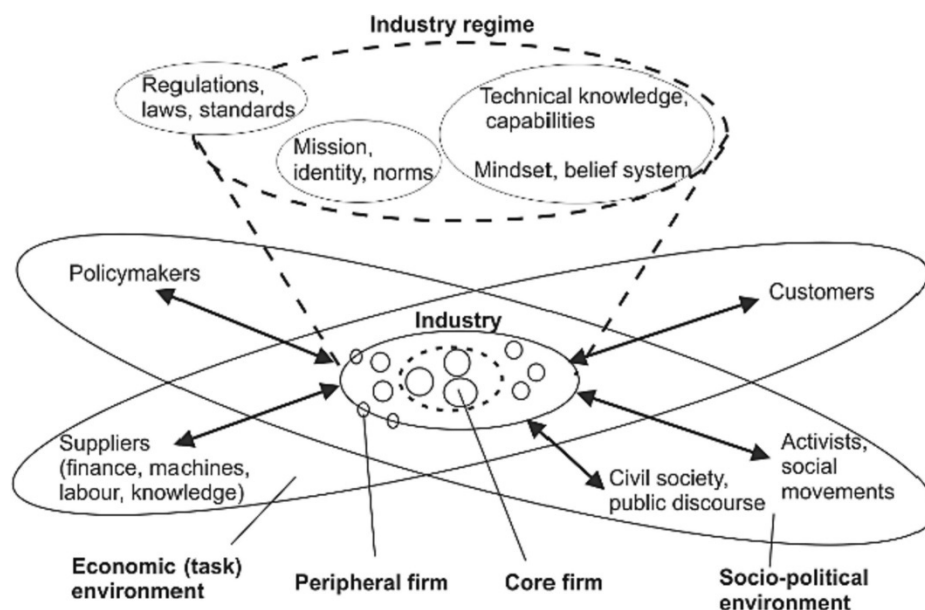 Industry regime
Regulations,
laws, standards
Mission,
identity, norms
Technical knowledge,
capabilities
Mindset, belief system
Policymakers
Customers
Industry
Suppliers
(finance, machines,
labour, knowledge)
Civil society,
public discourse
Activists,
social
movements
Economic (task)
environment
Peripheral firm
Core firm
Socio-political
environment